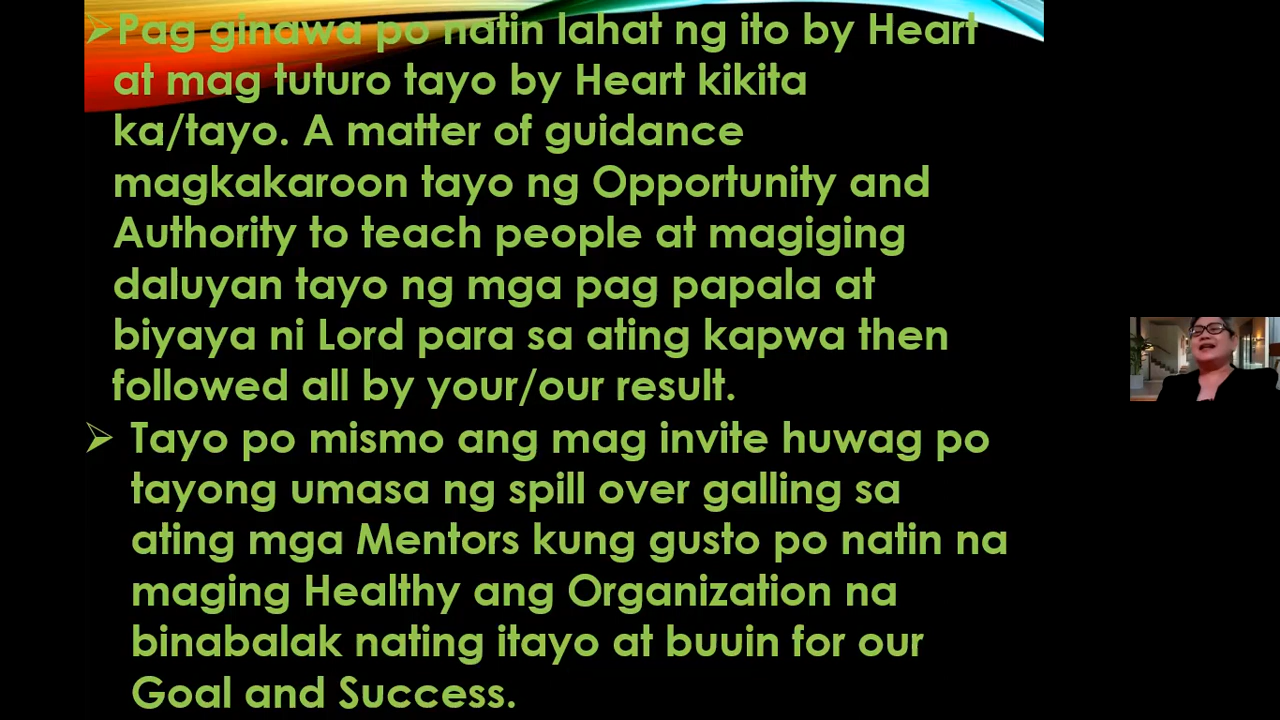 ➢Pag ginawa po natin lahat ng ito by Heart
at mag tuturo tayo by Heart kikita
ka/tayo. A matter of guidance
magkakaroon tayo ng Opportunity and
Authority to teach people at magiging
daluyan tayo ng mga pag papala at
biyaya ni Lord para sa ating kapwa then
followed all by your/our result.
➢ Tayo po mismo ang mag invite huwag po
tayong umasa ng spill over galling sa
ating mga Mentors kung gusto po natin na
maging Healthy ang Organization na
binabalak nating itayo at buuin for our
Goal and Success.